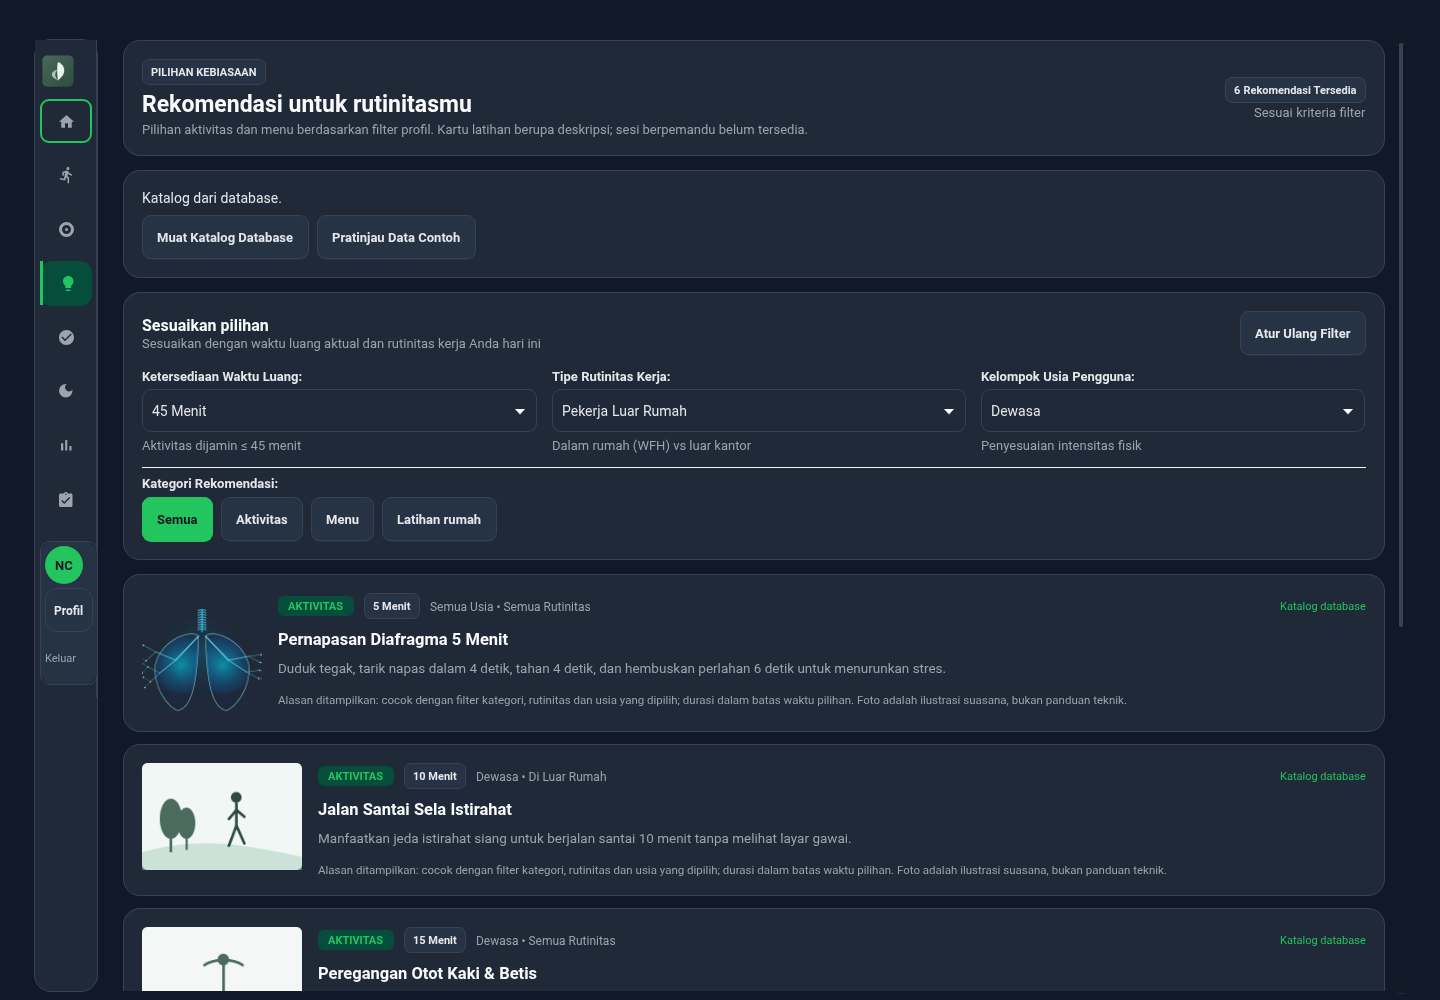 PILIHAN KEBIASAAN
Rekomendasi untuk rutinitasmu
Pilihan aktivitas dan menu berdasarkan filter profil. Kartu latihan berupa deskripsi; sesi berpemandu belum tersedia.
6 Rekomendasi Tersedia
Sesuai kriteria filter
Katalog dari database.
Muat Katalog Database
Pratinjau Data Contoh
Sesuaikan pilihan
Sesuaikan dengan waktu luang aktual dan rutinitas kerja Anda hari ini
Atur Ulang Filter
Ketersediaan Waktu Luang:
45 Menit
Aktivitas dijamin ≤ 45 menit
Tipe Rutinitas Kerja:
Pekerja Luar Rumah
Dalam rumah (WFH) vs luar kantor
Kelompok Usia Pengguna:
Dewasa
Penyesuaian intensitas fisik
Kategori Rekomendasi:
Semua
Aktivitas
Menu
Latihan rumah
NC
Profil
Keluar
AKTIVITAS
5 Menit
Semua Usia • Semua Rutinitas
Katalog database
Pernapasan Diafragma 5 Menit
Duduk tegak, tarik napas dalam 4 detik, tahan 4 detik, dan hembuskan perlahan 6 detik untuk menurunkan stres.
Alasan ditampilkan: cocok dengan filter kategori, rutinitas dan usia yang dipilih; durasi dalam batas waktu pilihan. Foto adalah ilustrasi suasana, bukan panduan teknik.
AKTIVITAS
10 Menit
Dewasa • Di Luar Rumah
Katalog database
Jalan Santai Sela Istirahat
Manfaatkan jeda istirahat siang untuk berjalan santai 10 menit tanpa melihat layar gawai.
Alasan ditampilkan: cocok dengan filter kategori, rutinitas dan usia yang dipilih; durasi dalam batas waktu pilihan. Foto adalah ilustrasi suasana, bukan panduan teknik.
AKTIVITAS
15 Menit
Dewasa • Semua Rutinitas
Katalog database
Peregangan Otot Kaki & Betis